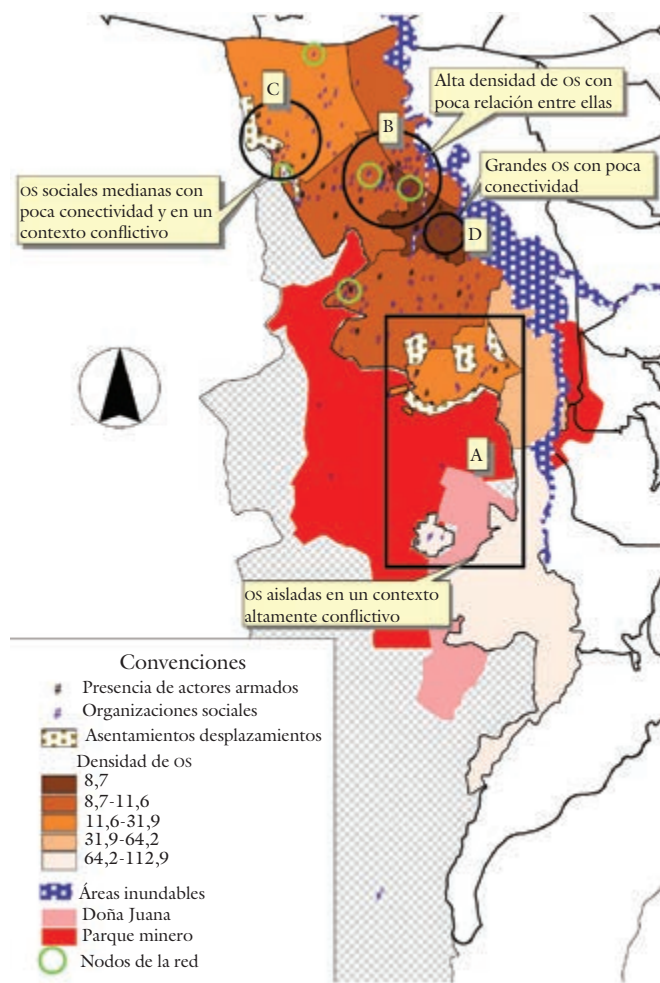 C
Alta densidad de OS con
poca relación entre ellas
B
Grandes OS con poca
conectividad
OS sociales medianas con
poca conectividad y en un
contexto conflictivo
D
A
OS aisladas en un contexto
altamente conflictivo
Convenciones
Presencia de actores armados
Organizaciones sociales
Asentamientos desplazamientos
Densidad de OS
8,7
8,7-11,6
11,6-31,9
31,9-64,2
64,2-112,9
Áreas inundables
Doña Juana
Parque minero
Nodos de la red